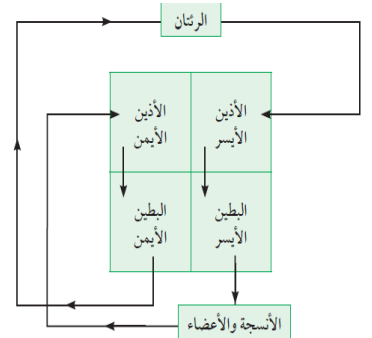 الرئتان
الأذين
الأيمن
الأذين
الأيسر
البطين
الأيمن
البطين
الأيسر
الأنسجة والأعضاء